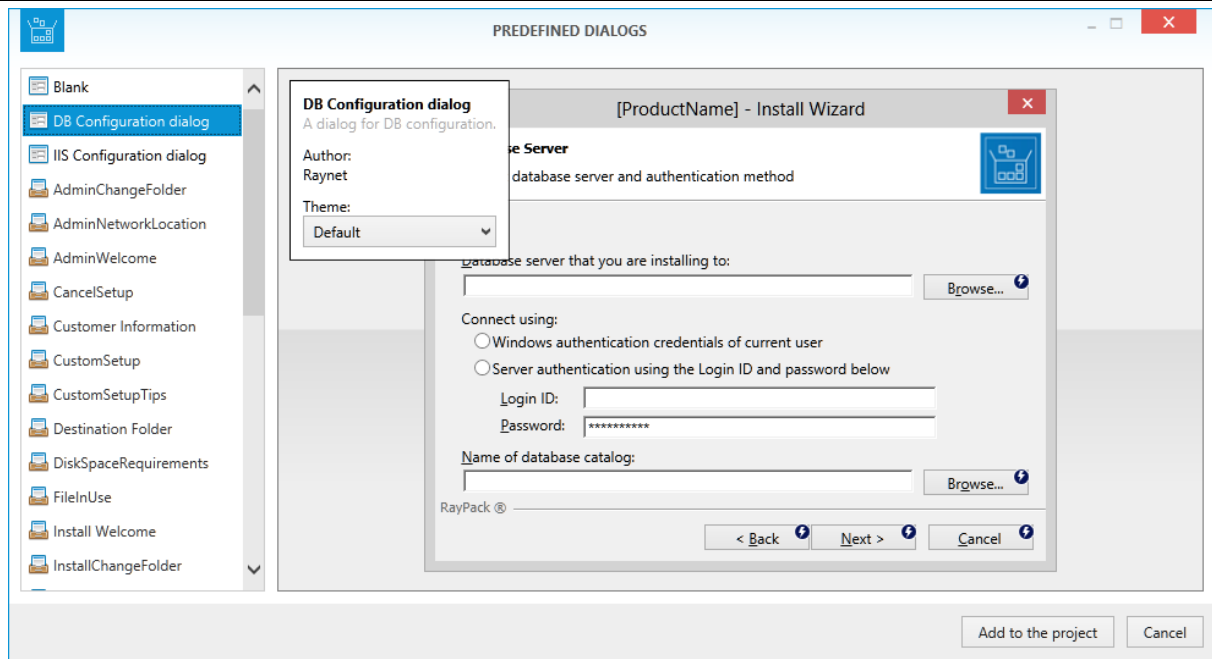 PREDEFINED DIALOGS
Blank
DB Configuration dialog
IIS Configuration dialog
AdminChangeFolder
AdminNetworkLocation
AdminWelcome
CancelSetup
Customer Information
CustomSetup
CustomSetupTips
Destination Folder
DiskSpaceRequirements
FileInUse
Install Welcome
InstallChangeFolder
DB Configuration dialog
A dialog for DB configuration.
Author:
Raynet
Theme:
Default
[ProductName] - Install Wizard
se Server
database server and authentication method
Database server that you are installing to:
Browse...
Connect using:
Windows authentication credentials of current user
Server authentication using the Login ID and password below
Login ID:
Password: **********
Name of database catalog:
Browse...
RayPack ®
< Back Next > Cancel
Add to the project Cancel